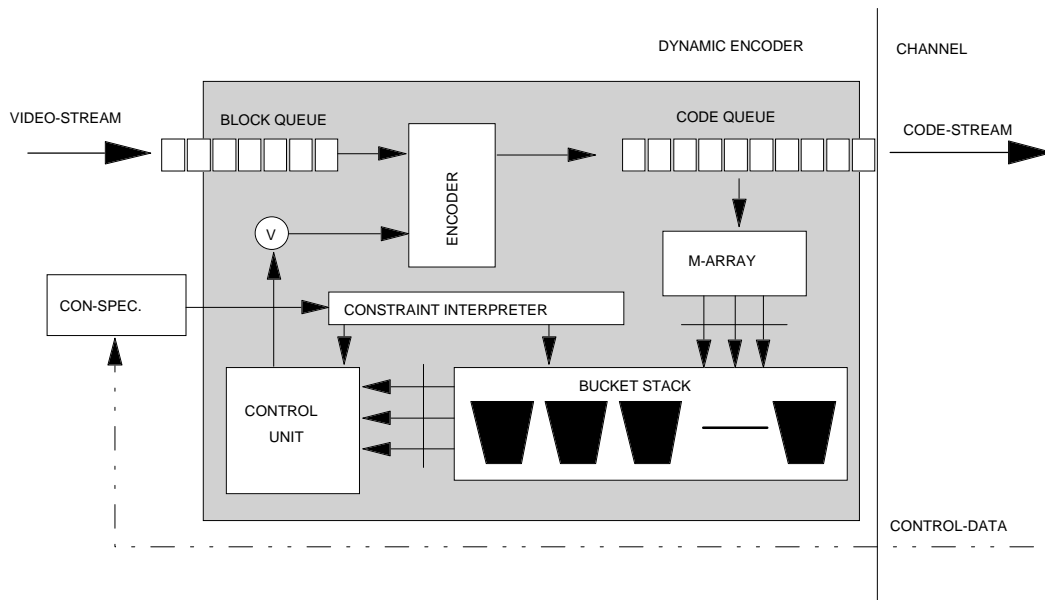 DYNAMIC ENCODER
CHANNEL
VIDEO-STREAM
BLOCK QUEUE
CODE QUEUE
CODE-STREAM
ENCODER
V
M-ARRAY
CON-SPEC.
CONSTRAINT INTERPRETER
BUCKET STACK
CONTROL
UNIT
CONTROL-DATA